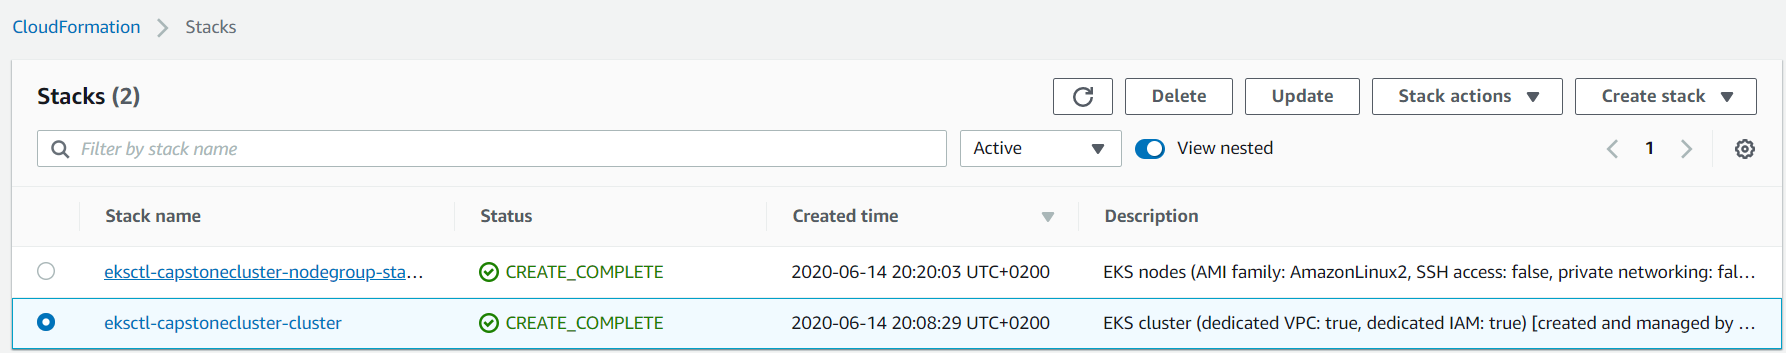 CloudFormation > Stacks
Stacks (2)
Delete
Update
Stack actions
Create stack
Filter by stack name
Active
View nested
1
Stack name Status Created time Description
eksctl-capstonecluster-nodegroup-sta... CREATE_COMPLETE 2020-06-14 20:20:03 UTC+0200 EKS nodes (AMI family: AmazonLinux2, SSH access: false, private networking: fal...
eksctl-capstonecluster-cluster CREATE_COMPLETE 2020-06-14 20:08:29 UTC+0200 EKS cluster (dedicated VPC: true, dedicated IAM: true) [created and managed by ...